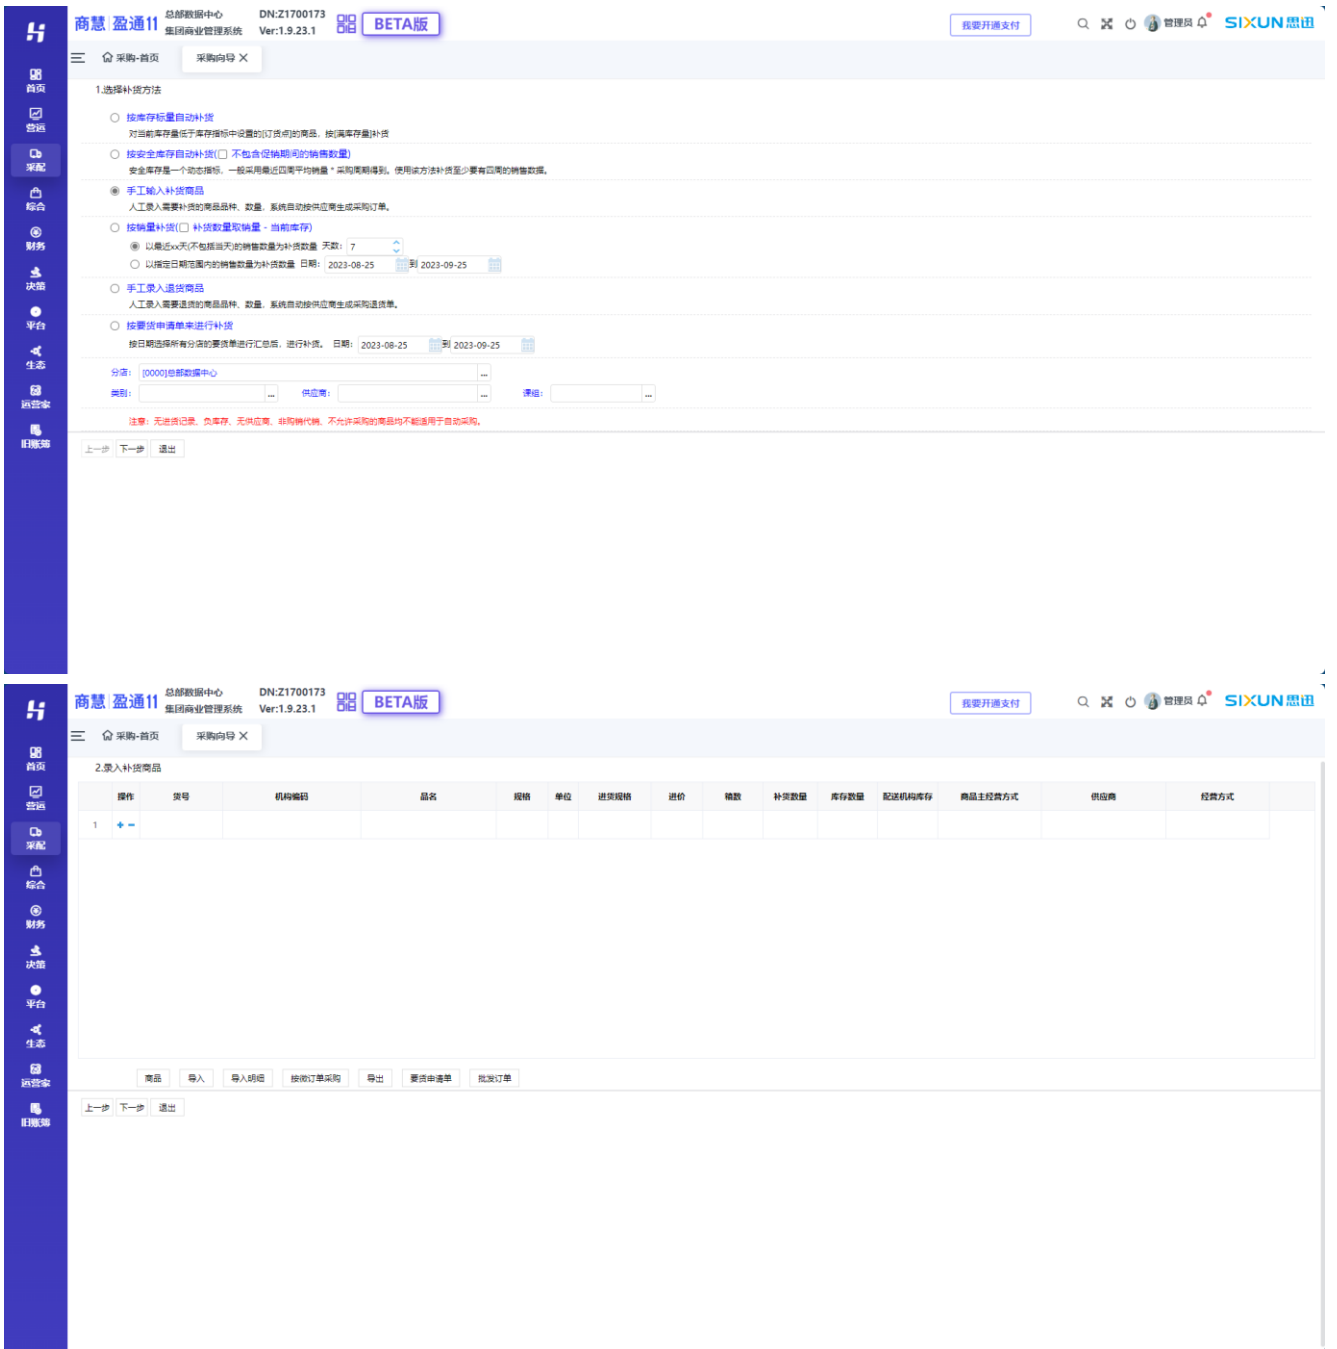 商慧 盈通11 总部数据中心 DN:Z1700173 BETA版 我要开通支付 管理员 SIXUN思迅
集团商业管理系统 Ver:1.9.23.1
采购-首页 采购向导
首页
营运
采配
综合
财务
决策
平台
生态
运营家
旧账簿
1.选择补货方法
按库存标量自动补货
对当前库存量低于库存指标中设置的[订货点]的商品，按[满库存量]补货
按安全库存自动补货( 不包含促销期间的销售数量)
安全库存是一个动态指标，一般采用最近四周平均销量 * 采购周期得到。使用该方法补货至少要有四周的销售数据。
手工输入补货商品
人工录入需要补货的商品品种、数量，系统自动按供应商生成采购订单。
按销量补货( 补货数量取销量 - 当前库存)
以最近xx天(不包括当天)的销售数量为补货数量 天数： 7
以指定日期范围内的销售数量为补货数量 日期： 2023-08-25 到 2023-09-25
手工录入退货商品
人工录入需要退货的商品品种、数量，系统自动按供应商生成采购退货单。
按要货申请单来进行补货
按日期选择所有分店的要货单进行汇总后，进行补货。 日期： 2023-08-25 到 2023-09-25
分店： [0000]总部数据中心 ...
类别： ... 供应商： ... 课组： ...
注意：无进货记录、负库存、无供应商、非购销代销、不允许采购的商品均不能适用于自动采购。
上一步 下一步 退出
商慧 盈通11 总部数据中心 DN:Z1700173 BETA版 我要开通支付 管理员 SIXUN思迅
集团商业管理系统 Ver:1.9.23.1
采购-首页 采购向导
首页
营运
采配
综合
财务
决策
平台
生态
运营家
旧账簿
2.录入补货商品
操作 货号 机构编码 品名 规格 单位 进货规格 进价 箱数 补货数量 库存数量 配送机构库存 商品主经营方式 供应商 经营方式
1
商品 导入 导入明细 按微订单采购 导出 要货申请单 批发订单
上一步 下一步 退出